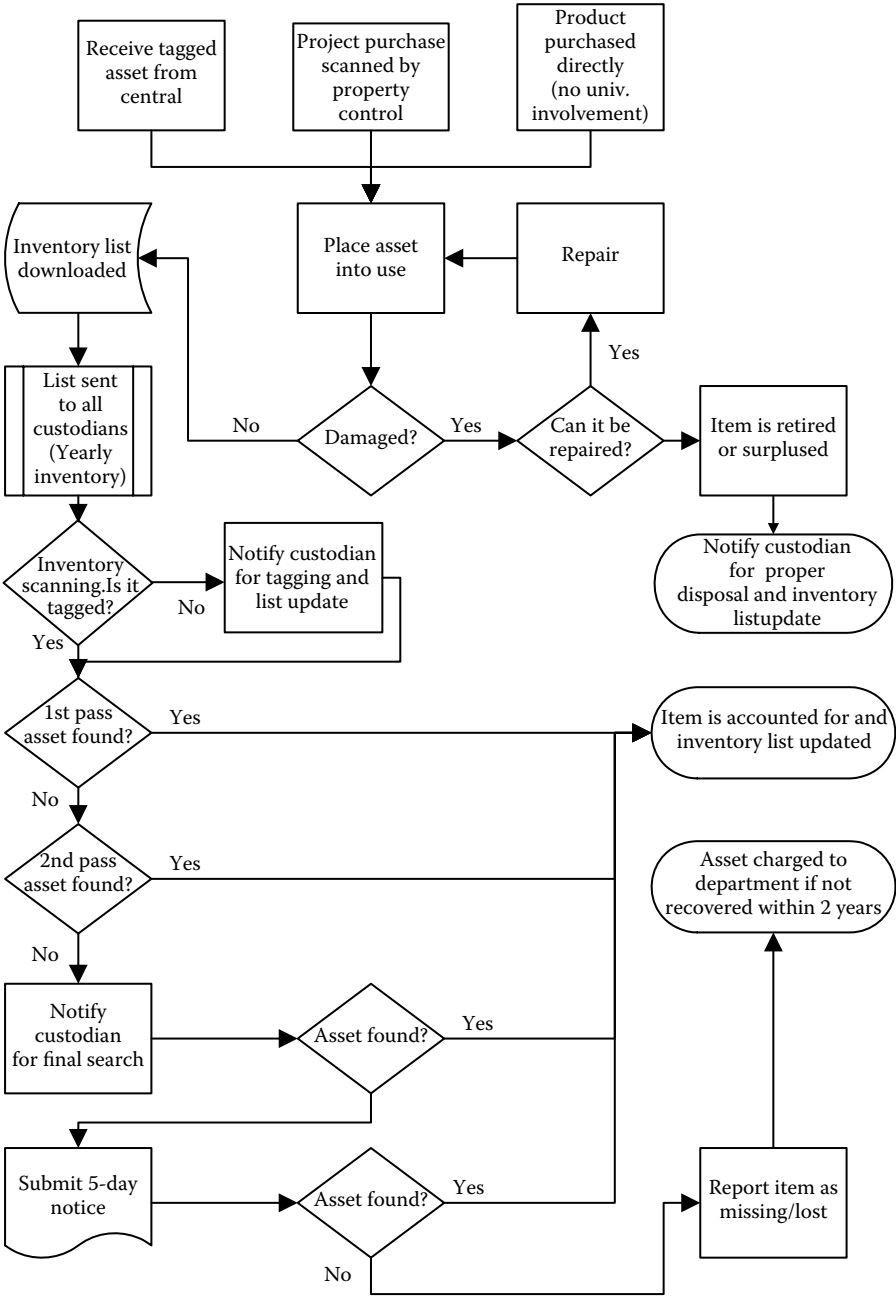 Receive tagged
asset from
central
Project purchase
scanned by
property
control
Product
purchased
directly
(no univ.
involvement)
Inventory list
downloaded
Place asset
into use
Repair
Yes
List sent
to all
custodians
(Yearly
inventory)
No
Damaged?
Yes
Can it be
repaired?
Item is retired
or surplused
Inventory
scanning.Is it
tagged?
No
Notify custodian
for tagging and
list update
Notify custodian
for proper
disposal and inventory
listupdate
Yes
1st pass
asset found?
Yes
Item is accounted for and
inventory list updated
No
2nd pass
asset found?
Yes
Asset charged to
department if not
recovered within 2 years
No
Notify
custodian
for final search
Asset found?
Yes
Submit 5-day
notice
Asset found?
Yes
Report item as
missing/lost
No